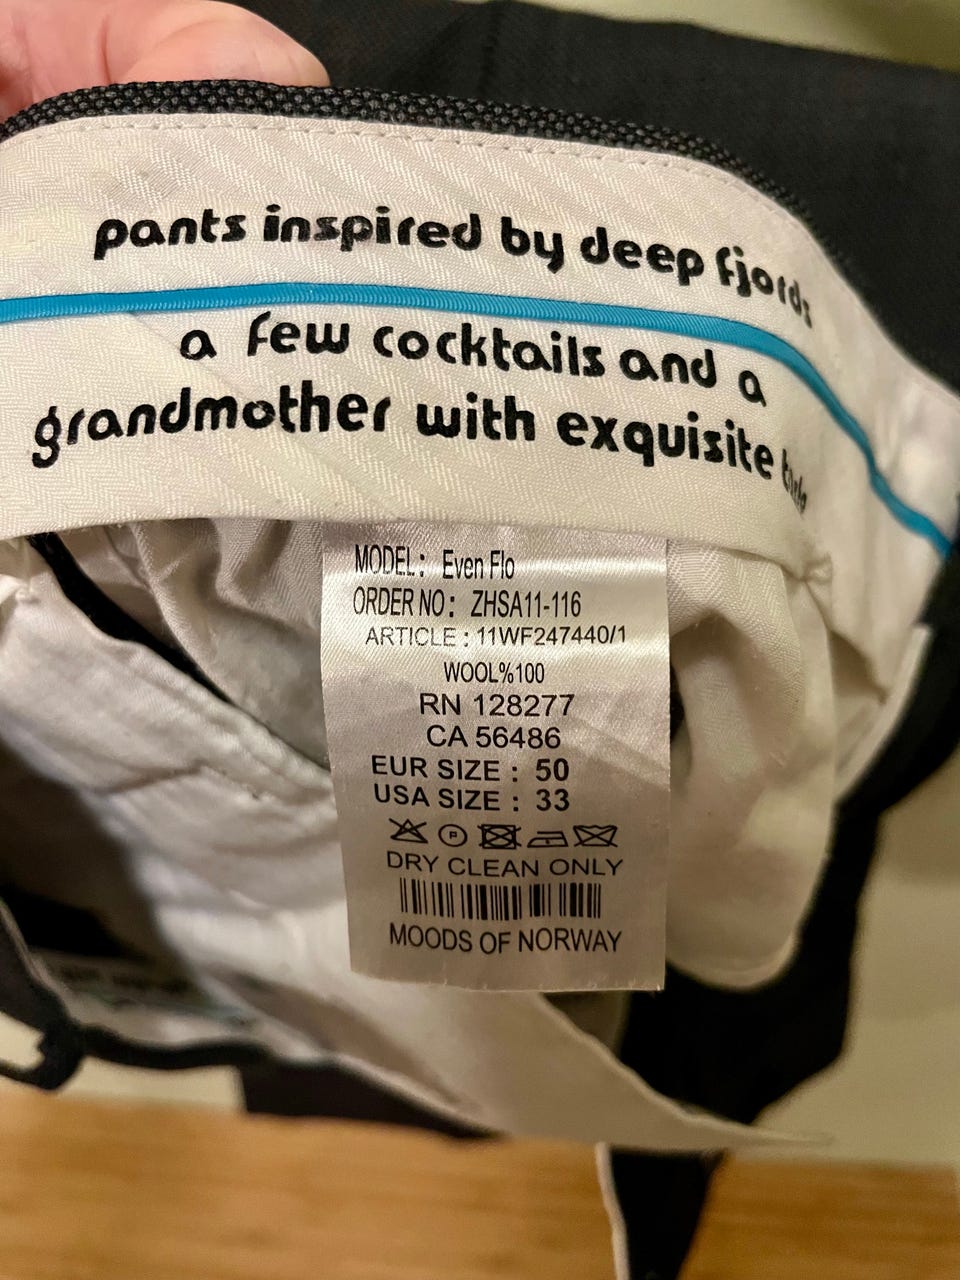 pants inspired by deep fjords
a few cocktails and a
grandmother with exquisite
MODEL: Even Flo
ORDER NO: ZHSA11-116
ARTICLE : 11WF247440/1
WOOL%100
RN 128277
CA 56486
EUR SIZE : 50
USA SIZE : 33
P
DRY CLEAN ONLY
MOODS OF NORWAY